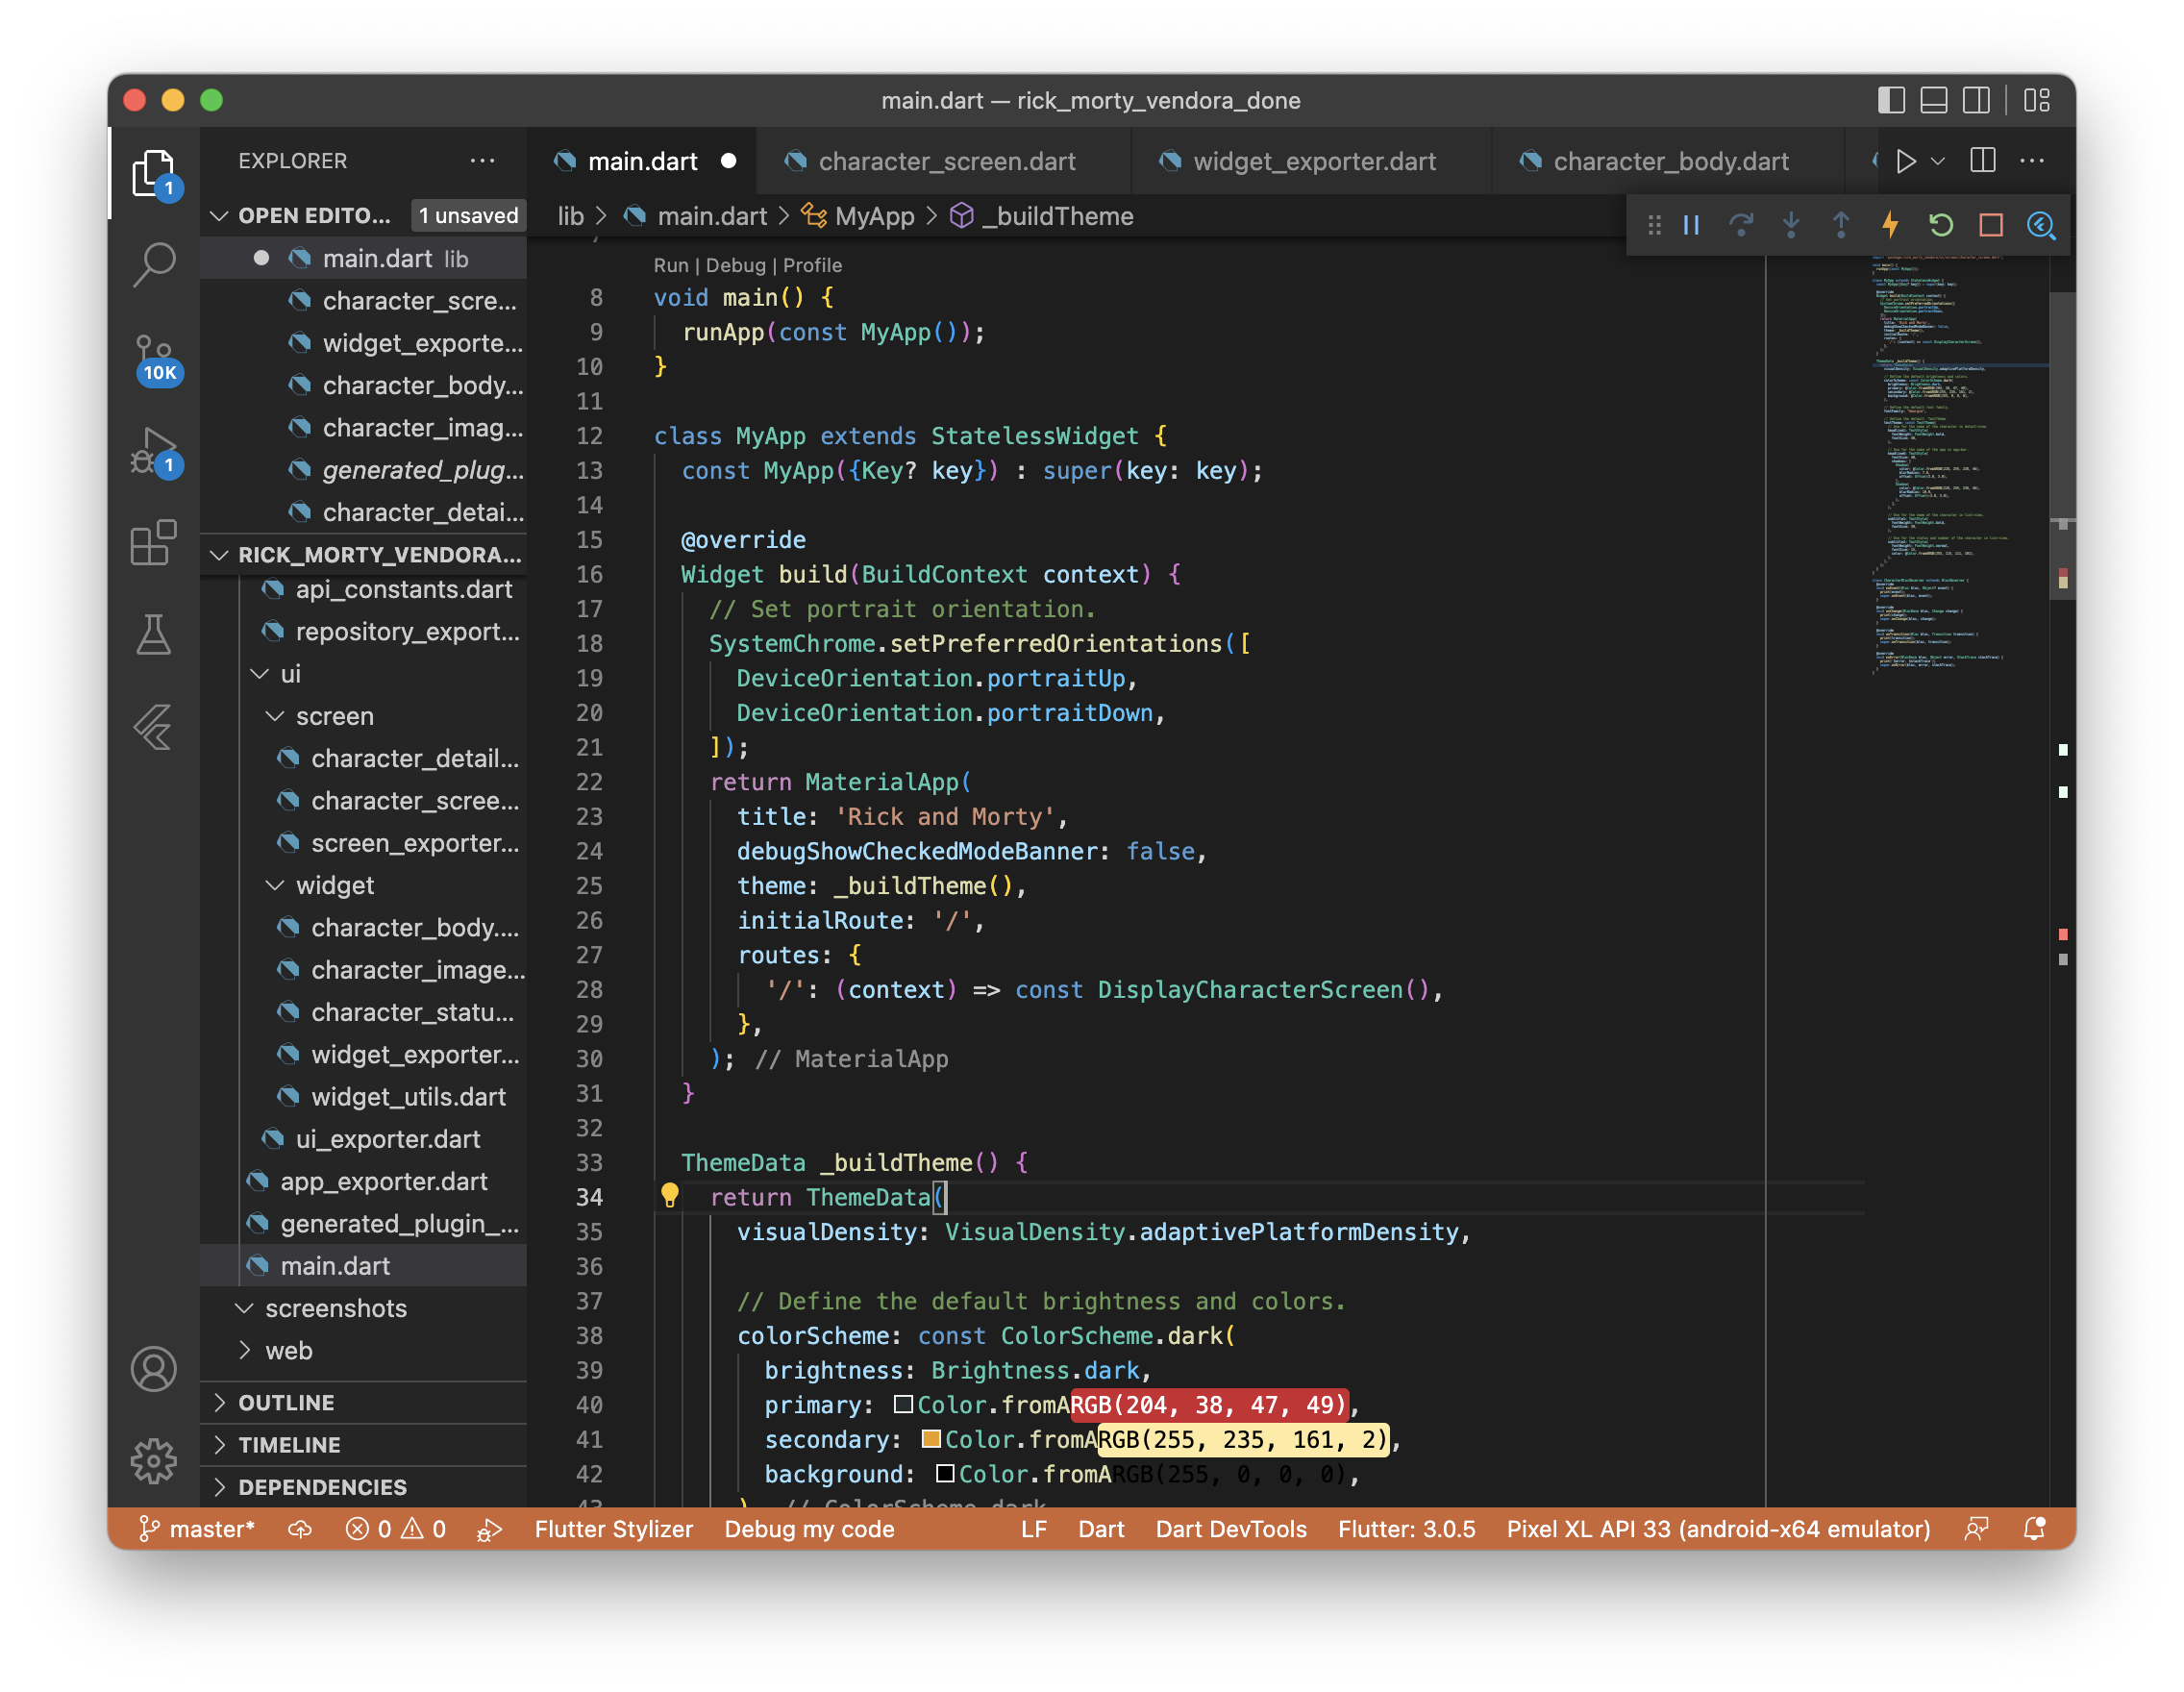 main.dart — rick_morty_vendora_done
EXPLORER
1
OPEN EDITO... 1 unsaved
main.dart lib
character_scre...
widget_exporte...
character_body...
character_imag...
generated_plug...
character_detai...
10K
1
RICK_MORTY_VENDORA...
api_constants.dart
repository_export...
ui
screen
character_detail...
character_scree...
screen_exporter...
widget
character_body....
character_image...
character_statu...
widget_exporter...
widget_utils.dart
ui_exporter.dart
app_exporter.dart
generated_plugin_...
main.dart
screenshots
web
OUTLINE
TIMELINE
DEPENDENCIES
main.dart character_screen.dart widget_exporter.dart character_body.dart
lib > main.dart > MyApp > _buildTheme
Run | Debug | Profile
8 void main() {
9 runApp(const MyApp());
10 }
11
12 class MyApp extends StatelessWidget {
13 const MyApp({Key? key}) : super(key: key);
14
15 @override
16 Widget build(BuildContext context) {
17 // Set portrait orientation.
18 SystemChrome.setPreferredOrientations([
19 DeviceOrientation.portraitUp,
20 DeviceOrientation.portraitDown,
21 ]);
22 return MaterialApp(
23 title: 'Rick and Morty',
24 debugShowCheckedModeBanner: false,
25 theme: _buildTheme(),
26 initialRoute: '/',
27 routes: {
28 '/': (context) => const DisplayCharacterScreen(),
29 },
30 ); // MaterialApp
31 }
32
33 ThemeData _buildTheme() {
34 return ThemeData(
35 visualDensity: VisualDensity.adaptivePlatformDensity,
36
37 // Define the default brightness and colors.
38 colorScheme: const ColorScheme.dark(
39 brightness: Brightness.dark,
40 primary: Color.fromARGB(204, 38, 47, 49),
41 secondary: Color.fromARGB(255, 235, 161, 2),
42 background: Color.fromARGB(255, 0, 0, 0),
43 ), // ColorScheme.dark
master* 0 0 Flutter Stylizer Debug my code LF Dart Dart DevTools Flutter: 3.0.5 Pixel XL API 33 (android-x64 emulator)